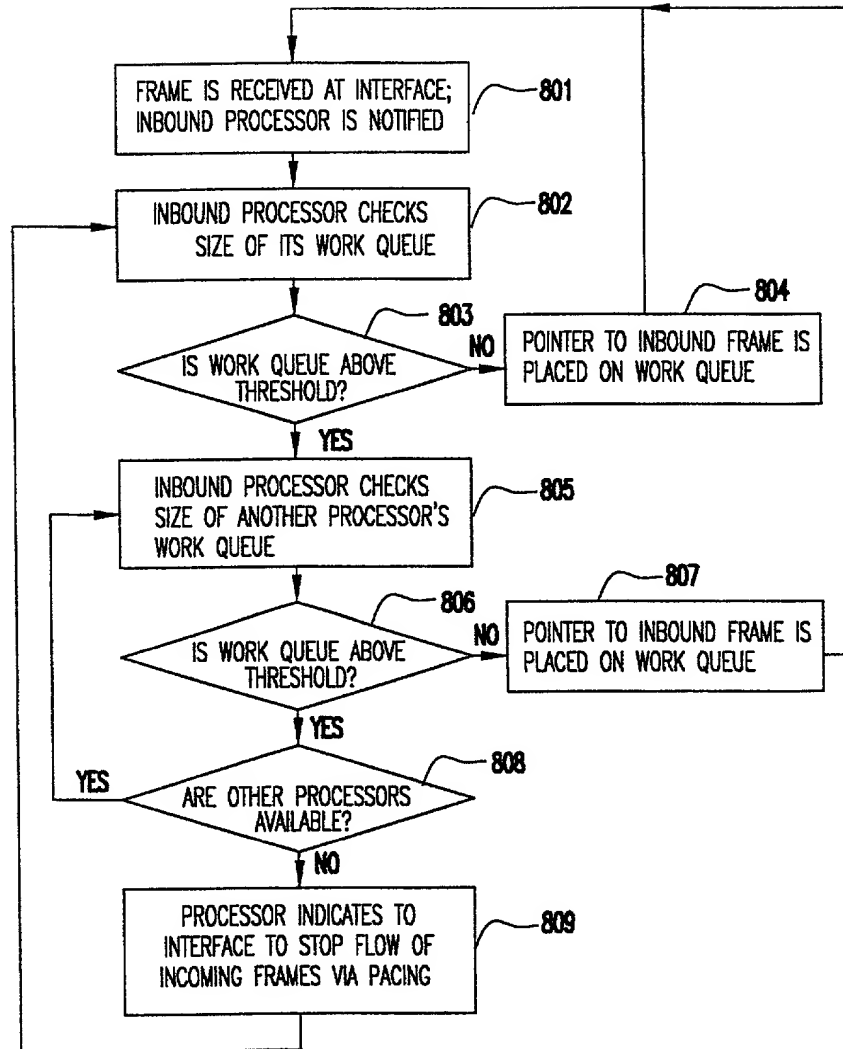 FRAME IS RECEIVED AT INTERFACE;
INBOUND PROCESSOR IS NOTIFIED
801
INBOUND PROCESSOR CHECKS
SIZE OF ITS WORK QUEUE
802
803
IS WORK QUEUE ABOVE
THRESHOLD?
NO
804
POINTER TO INBOUND FRAME IS
PLACED ON WORK QUEUE
YES
INBOUND PROCESSOR CHECKS
SIZE OF ANOTHER PROCESSOR'S
WORK QUEUE
805
806
IS WORK QUEUE ABOVE
THRESHOLD?
NO
807
POINTER TO INBOUND FRAME IS
PLACED ON WORK QUEUE
YES
808
YES
ARE OTHER PROCESSORS
AVAILABLE?
NO
PROCESSOR INDICATES TO
INTERFACE TO STOP FLOW OF
INCOMING FRAMES VIA PACING
809